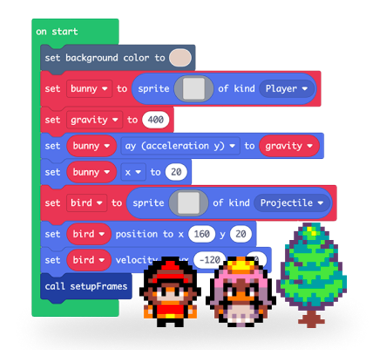 on start
set background color to
set bunny to sprite of kind Player
set gravity to 400
set bunny ay (acceleration y) to gravity
set bunny x to 20
set bird to sprite of kind Projectile
set bird position to x 160 y 20
set bird velocity -120
call setupFrames